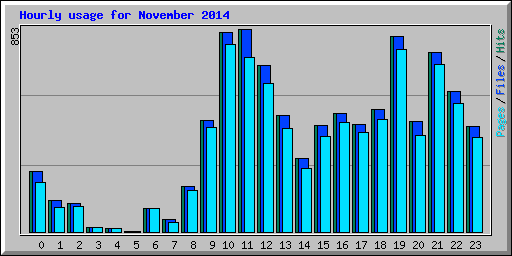 Hourly usage for November 2014
853
Pages/Files/Hits
0 1 2 3 4 5 6 7 8 9 10 11 12 13 14 15 16 17 18 19 20 21 22 23